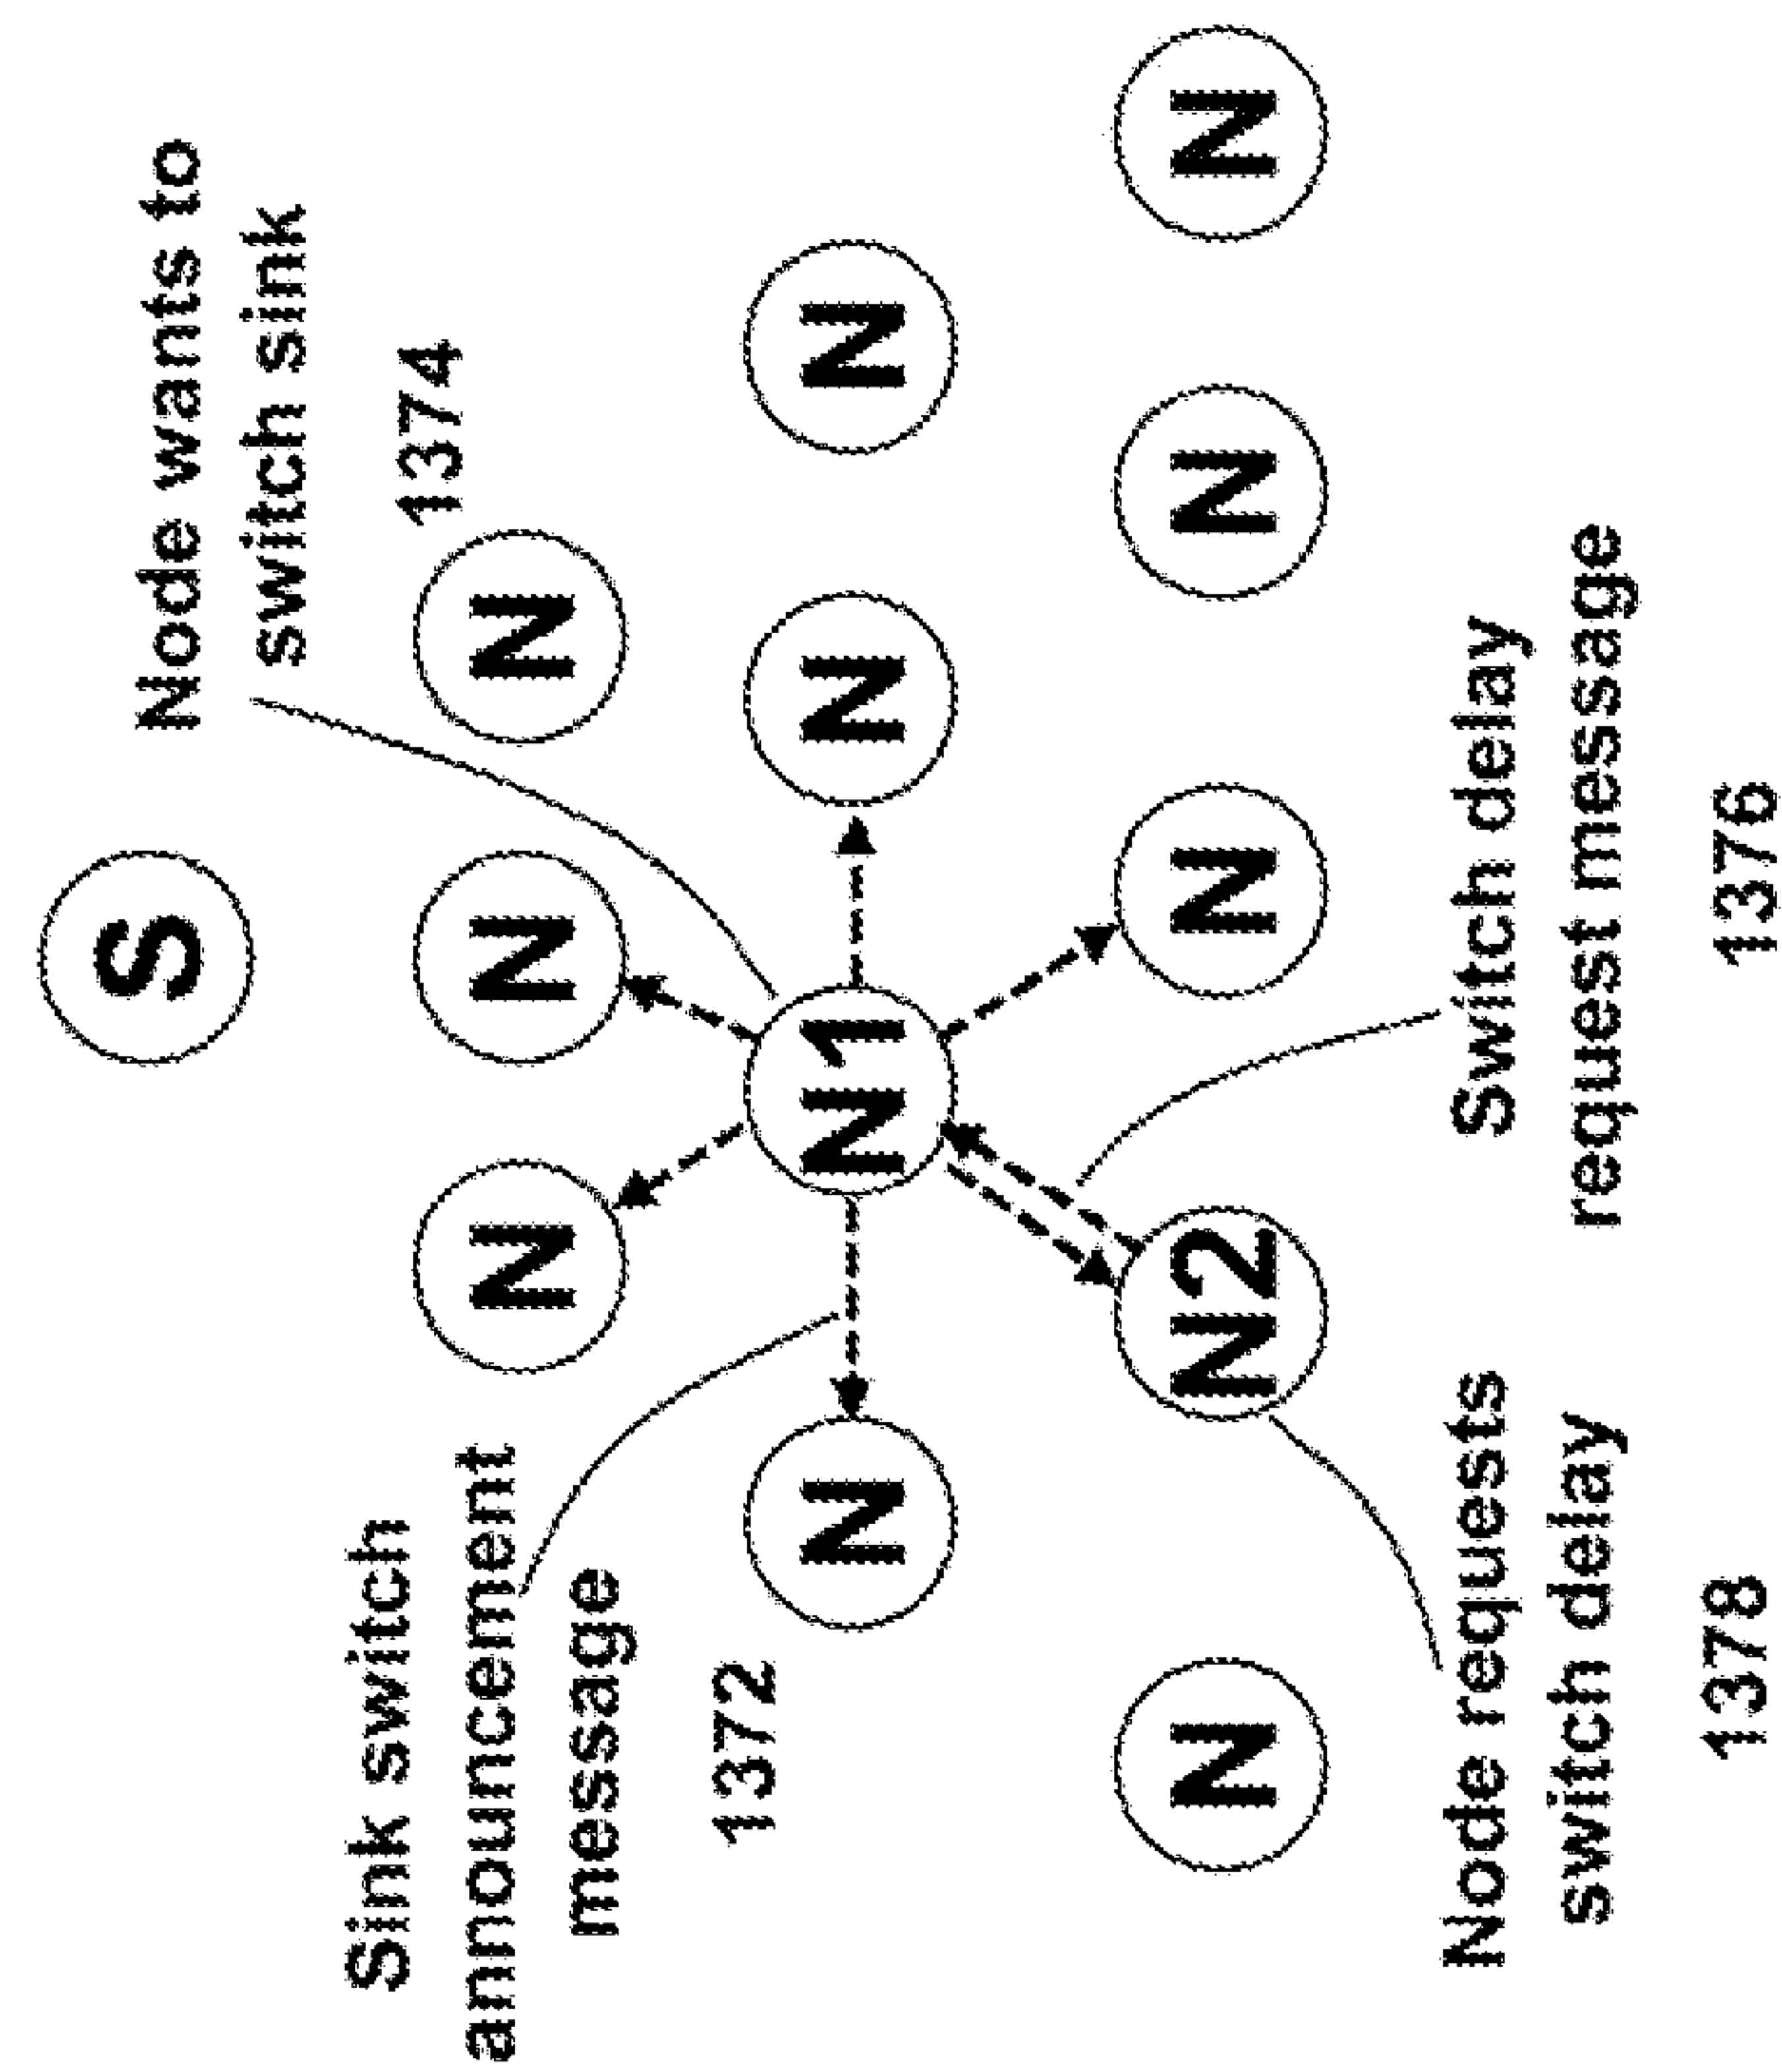 S
Node wants to
switch sink
1374
Sink switch
announcement
message
1372
N
N
N
N
N1
N
N
N
N2
N
N
N
Node requests
switch delay
1378
Switch delay
request message
1376